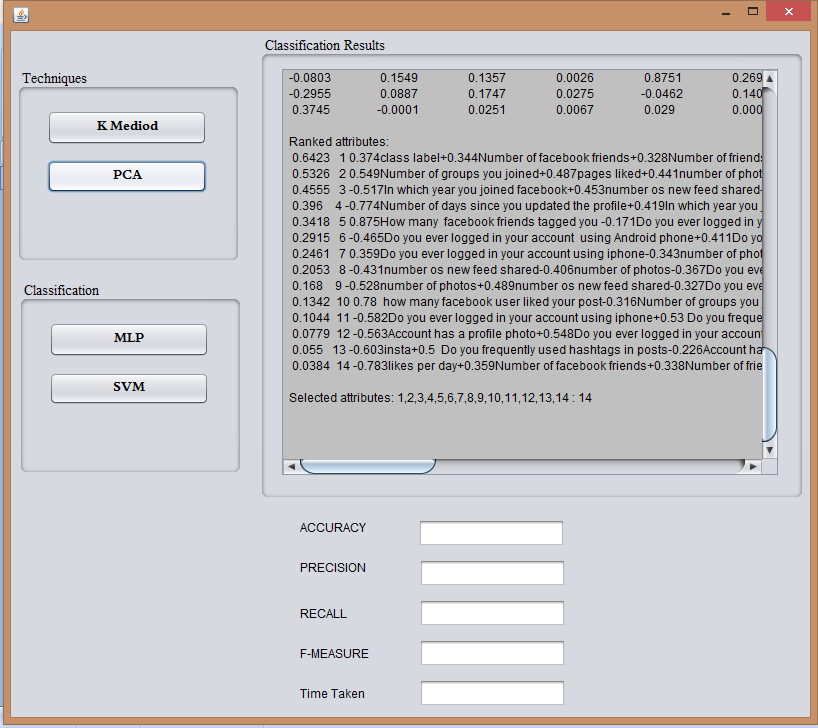 Classification Results
Techniques
K Mediod
PCA
Classification
MLP
SVM
-0.0803 0.1549 0.1357 0.0026 0.8751 0.269
-0.2955 0.0887 0.1747 0.0275 -0.0462 0.140
0.3745 -0.0001 0.0251 0.0067 0.029 0.000
Ranked attributes:
0.6423 1 0.374class label+0.344Number of facebook friends+0.328Number of friends
0.5326 2 0.549Number of groups you joined+0.487pages liked+0.441number of phot
0.4555 3 -0.517In which year you joined facebook+0.453number os new feed shared-
0.396 4 -0.774Number of days since you updated the profile+0.419In which year you
0.3418 5 0.875How many facebook friends tagged you -0.171Do you ever logged in y
0.2915 6 -0.465Do you ever logged in your account using Android phone+0.411Do yo
0.2461 7 0.359Do you ever logged in your account using iphone-0.343number of phot
0.2053 8 -0.431number os new feed shared-0.406number of photos-0.367Do you eve
0.168 9 -0.528number of photos+0.489number os new feed shared-0.327Do you eve
0.1342 10 0.78 how many facebook user liked your post-0.316Number of groups you
0.1044 11 -0.582Do you ever logged in your account using iphone+0.53 Do you freque
0.0779 12 -0.563Account has a profile photo+0.548Do you ever logged in your accoun
0.055 13 -0.603insta+0.5 Do you frequently used hashtags in posts-0.226Account ha
0.0384 14 -0.783likes per day+0.359Number of facebook friends+0.338Number of frie
Selected attributes: 1,2,3,4,5,6,7,8,9,10,11,12,13,14 : 14
ACCURACY
PRECISION
RECALL
F-MEASURE
Time Taken